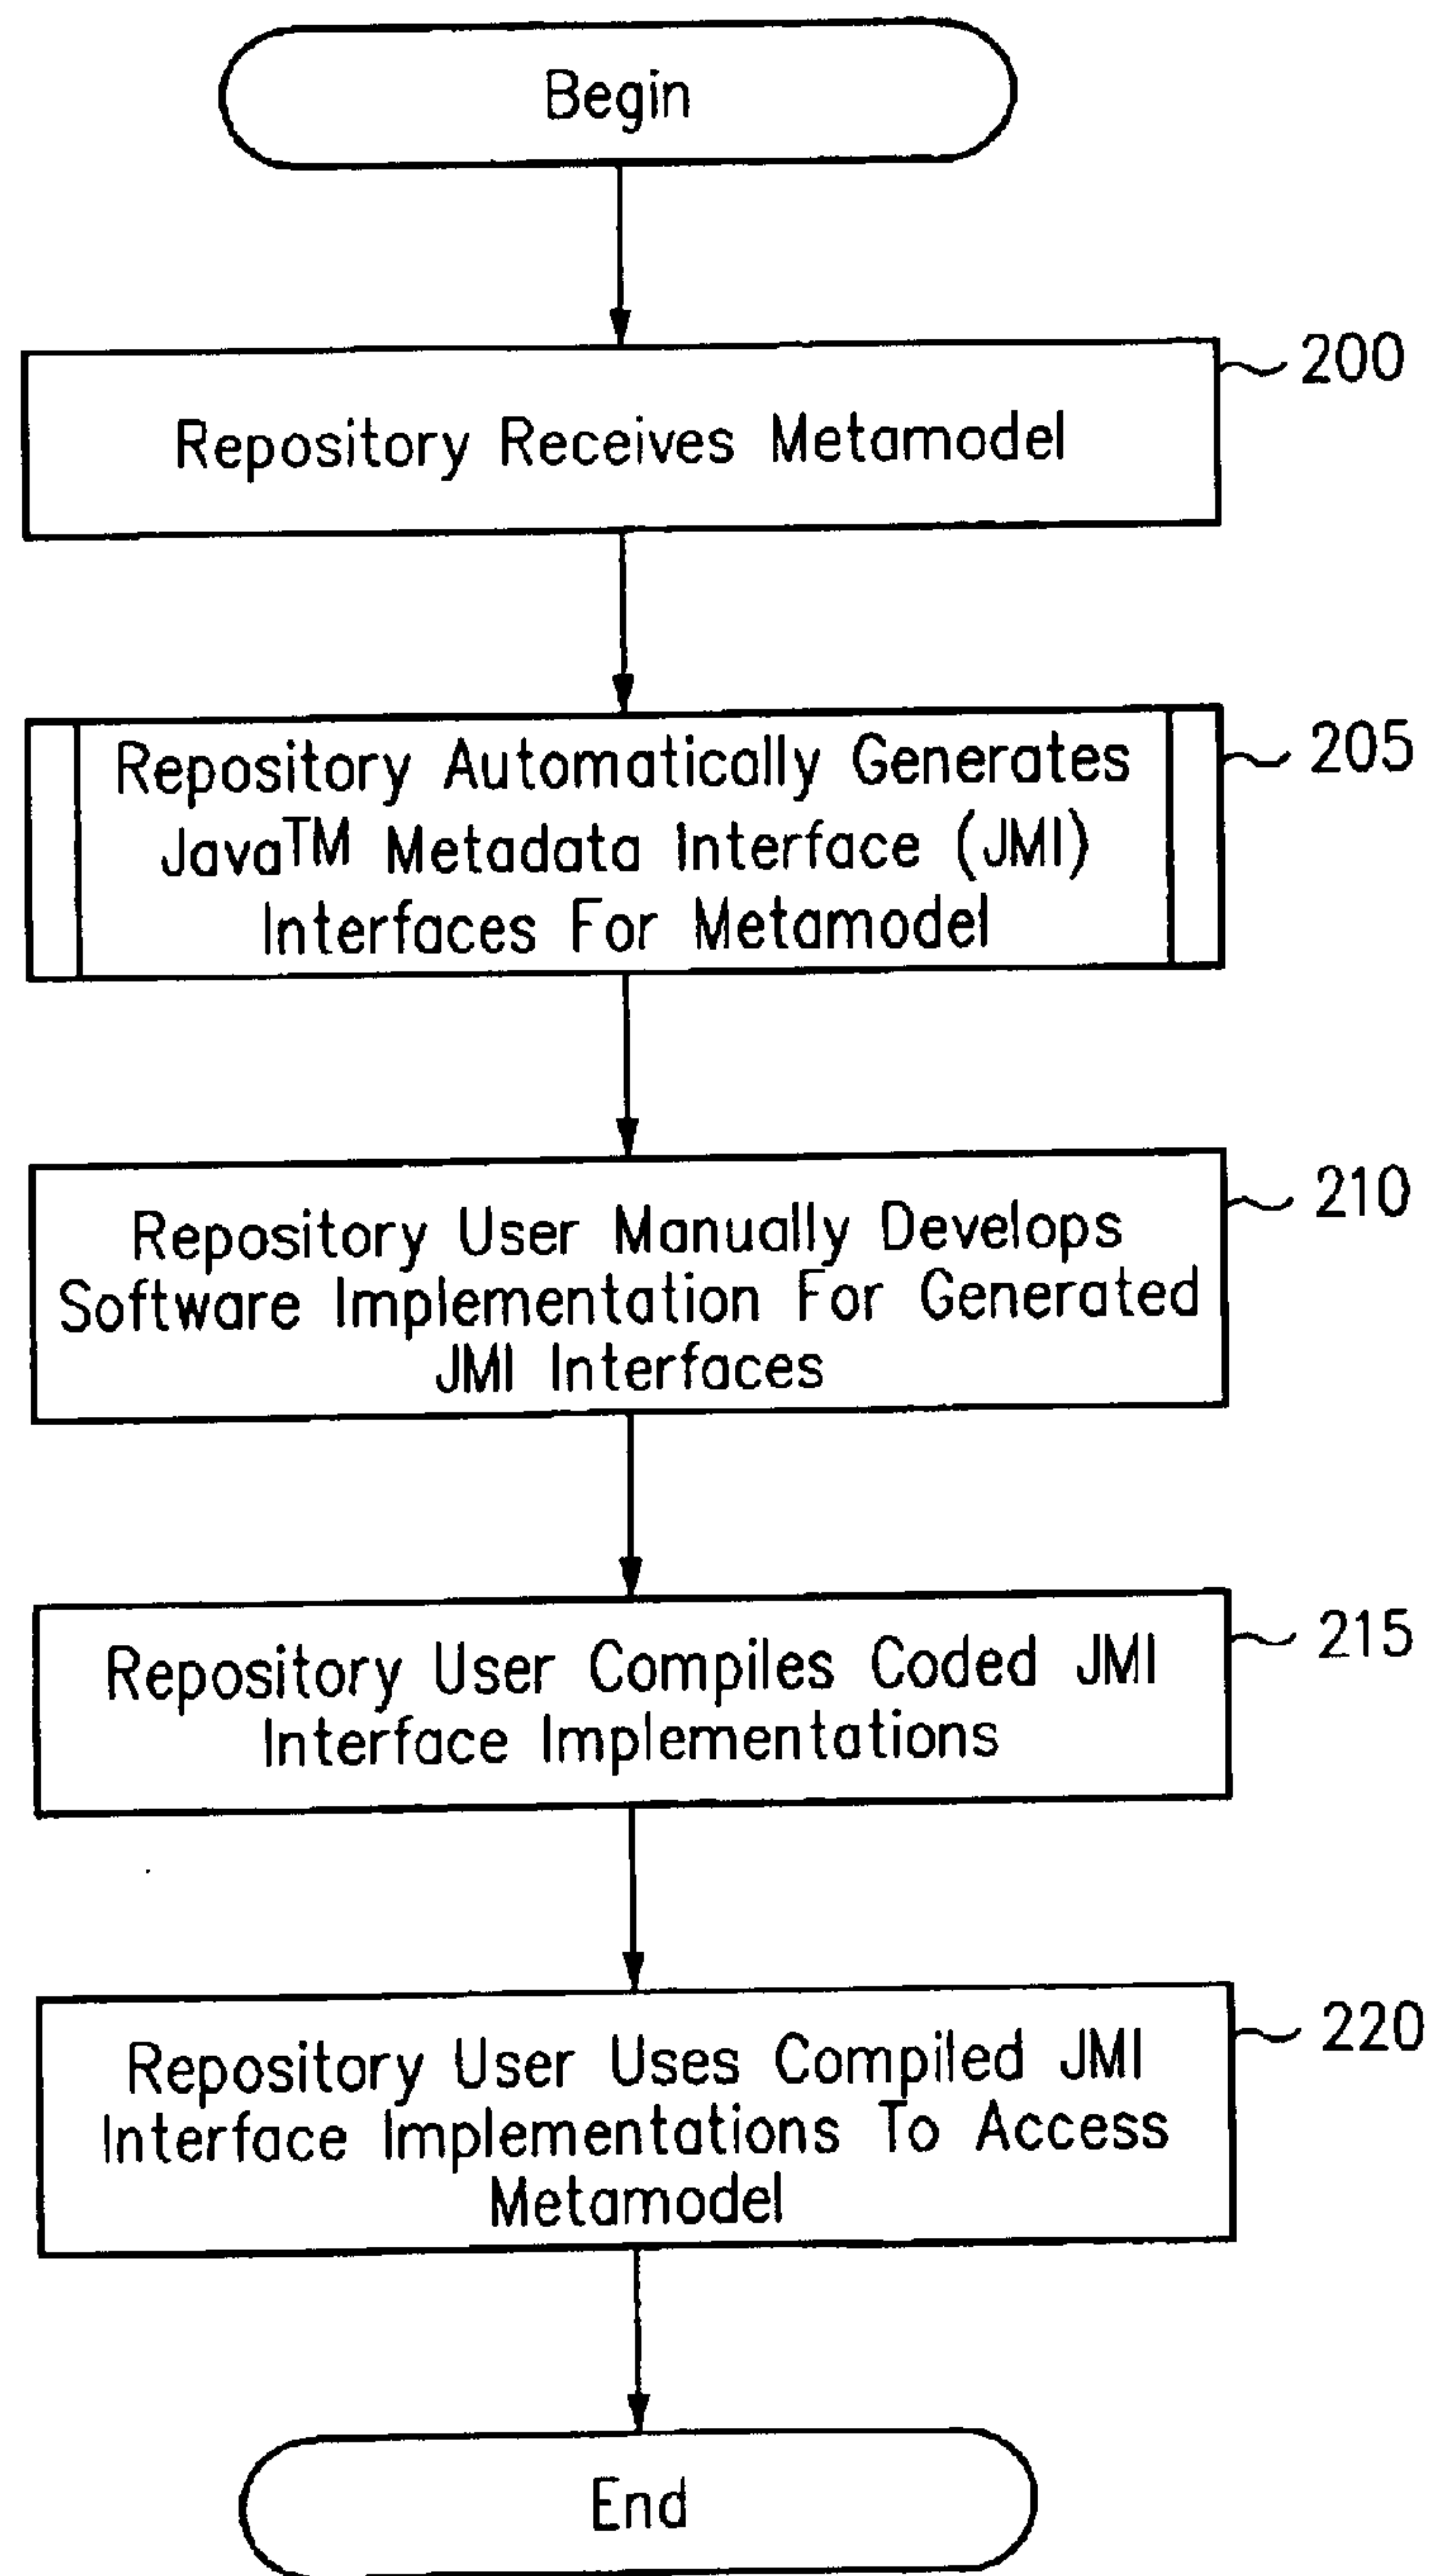 Begin
Repository Receives Metamodel
200
Repository Automatically Generates
Java™ Metadata Interface (JMI)
Interfaces For Metamodel
205
Repository User Manually Develops
Software Implementation For Generated
JMI Interfaces
210
Repository User Compiles Coded JMI
Interface Implementations
215
Repository User Uses Compiled JMI
Interface Implementations To Access
Metamodel
220
End